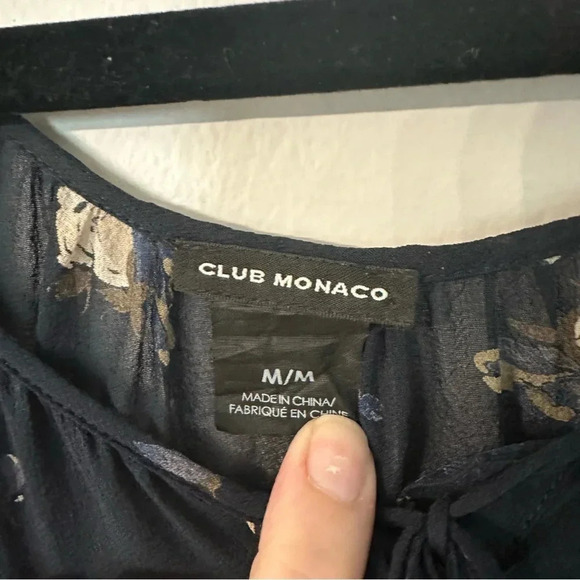 CLUB MONACO
M/M
MADE IN CHINA/
FABRIQUÉ EN CHINE